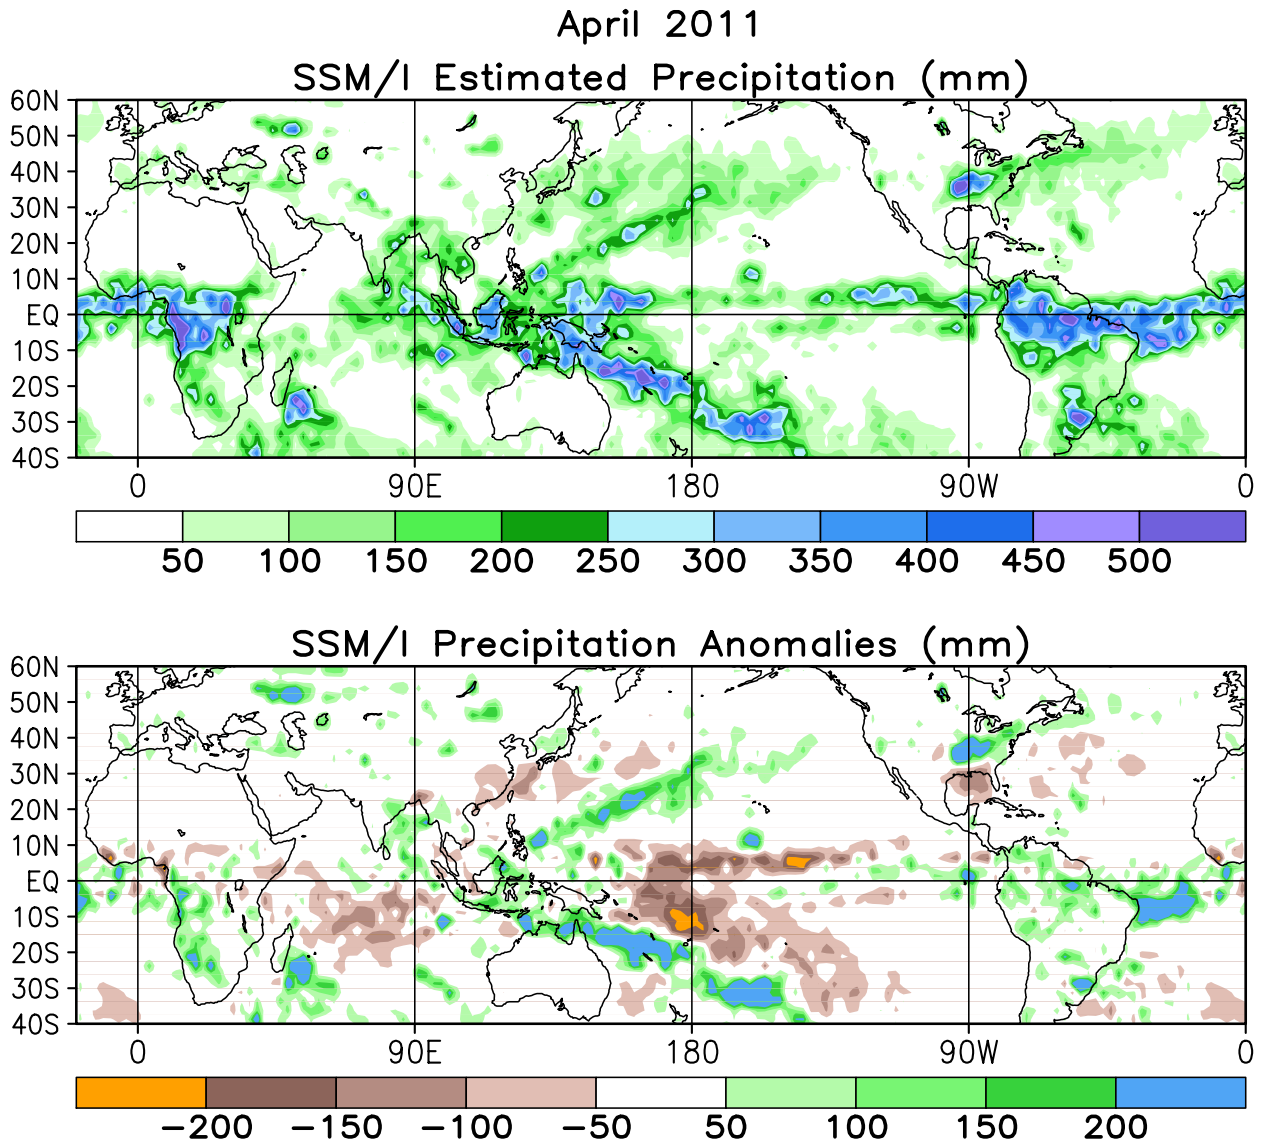 April 2011
SSM/I Estimated Precipitation (mm)
60N
50N
40N
30N
20N
10N
EQ
10S
20S
30S
40S
0 90E 180 90W 0
50 100 150 200 250 300 350 400 450 500
SSM/I Precipitation Anomalies (mm)
60N
50N
40N
30N
20N
10N
EQ
10S
20S
30S
40S
0 90E 180 90W 0
−200 −150 −100 −50 50 100 150 200